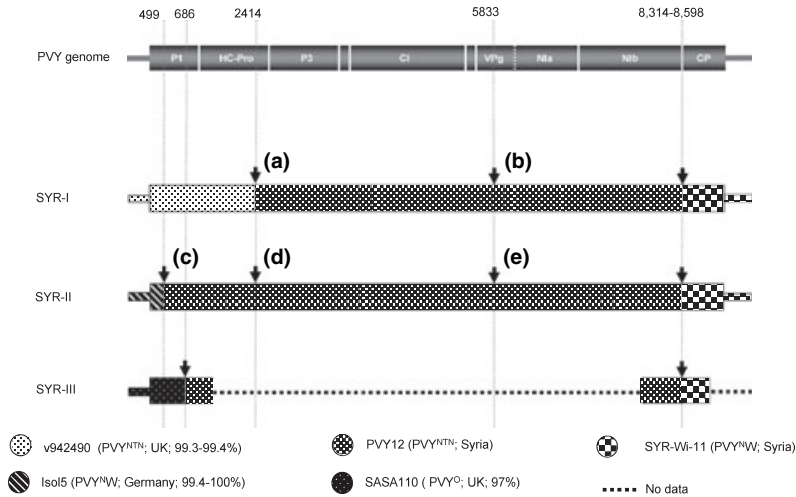 499 686 2414 5833 8,314-8,598
PVY genome P1 HC-Pro P3 CI VPg NIa NIb CP
(a) (b)
SYR-I
(c) (d) (e)
SYR-II
SYR-III
v942490 (PVYNTN; UK; 99.3-99.4%) PVY12 (PVYNTN; Syria) SYR-Wi-11 (PVYNW; Syria)
Isol5 (PVYNW; Germany; 99.4-100%) SASA110 ( PVYO; UK; 97%) No data